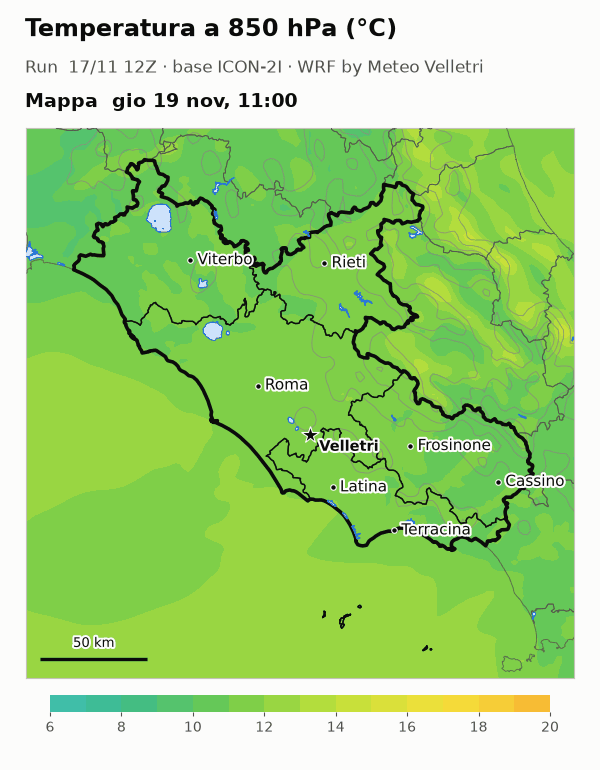 Temperatura a 850 hPa (°C)
Run  17/11 12Z · base ICON-2I · WRF by Meteo Velletri
Mappa  gio 19 nov, 11:00
Viterbo
Rieti
Roma
Velletri
Frosinone
Cassino
Latina
Terracina
50 km
6 8 10 12 14 16 18 20